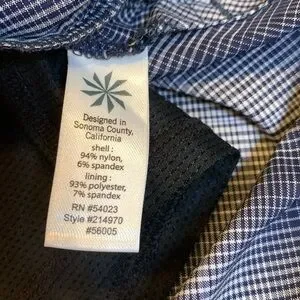 Designed in
Sonoma County,
California
shell :
94% nylon,
6% spandex
lining :
93% polyester,
7% spandex
RN #54023
Style #214970
#56005